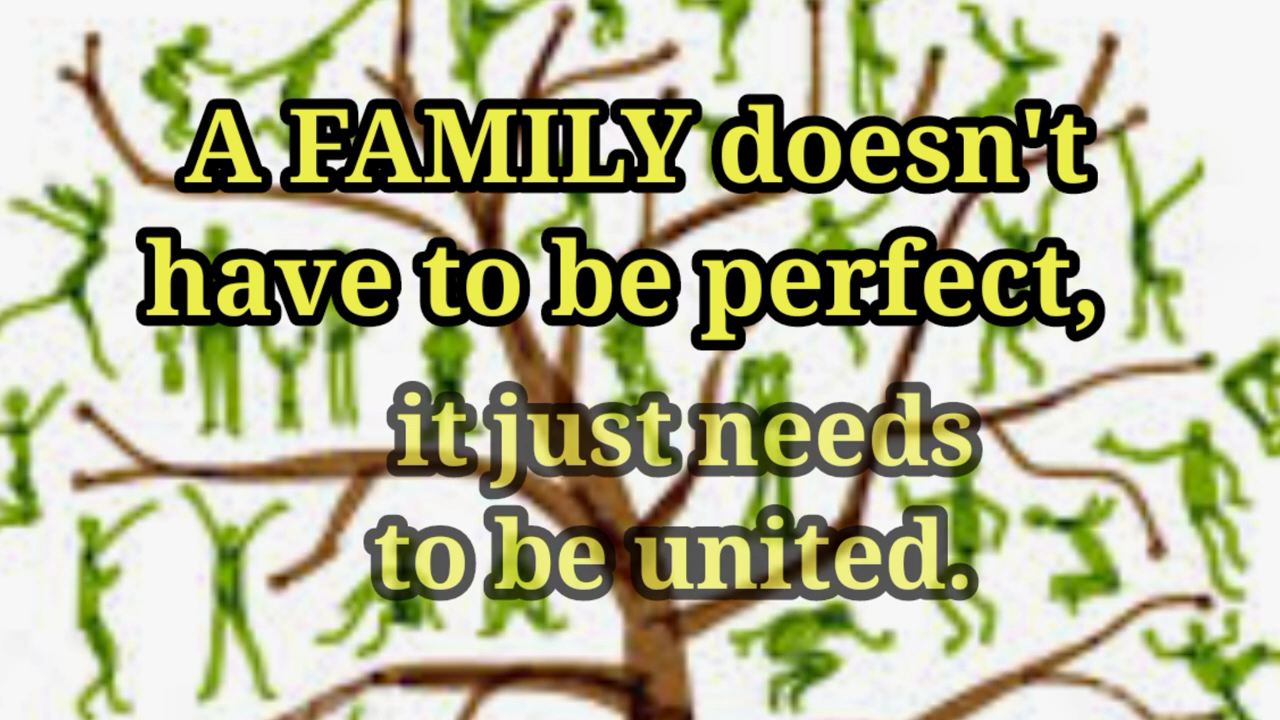 A FAMILY doesn't
have to be perfect,
it just needs
to be united.